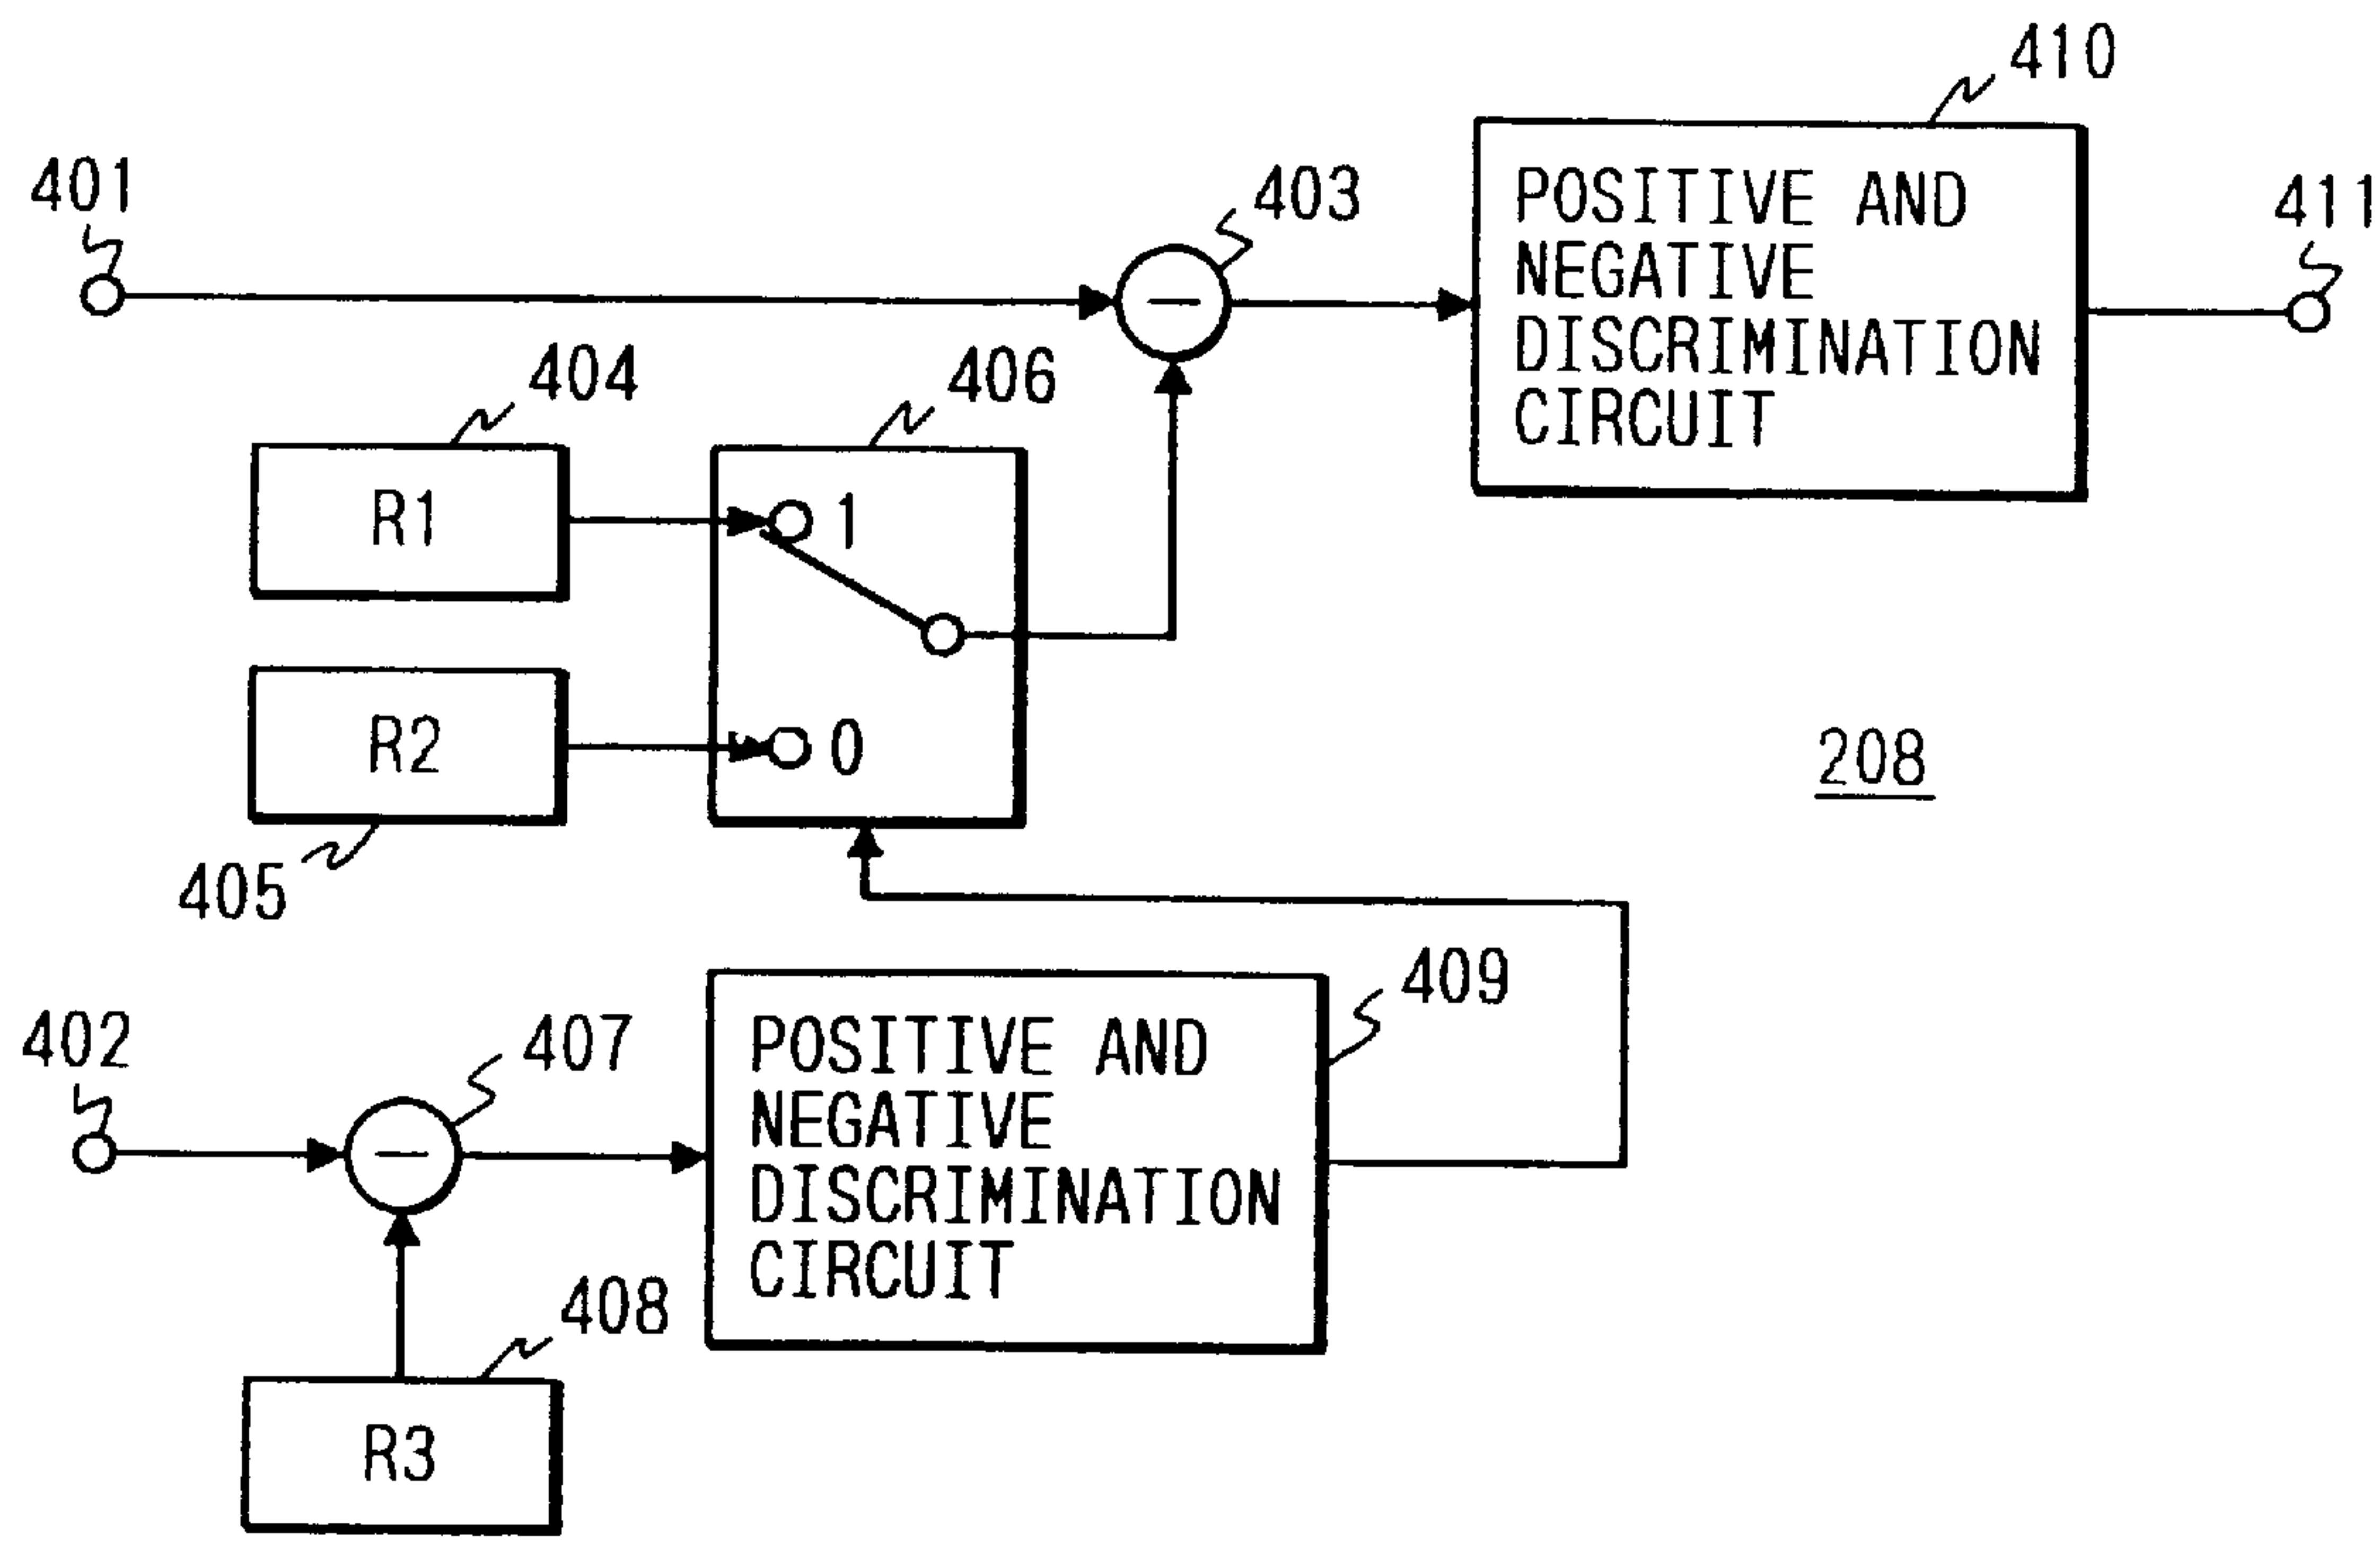 410
401
403
POSITIVE AND
NEGATIVE
DISCRIMINATION
CIRCUIT
411
404
406
R1
1
R2
0
208
405
409
402
407
POSITIVE AND
NEGATIVE
DISCRIMINATION
CIRCUIT
408
R3